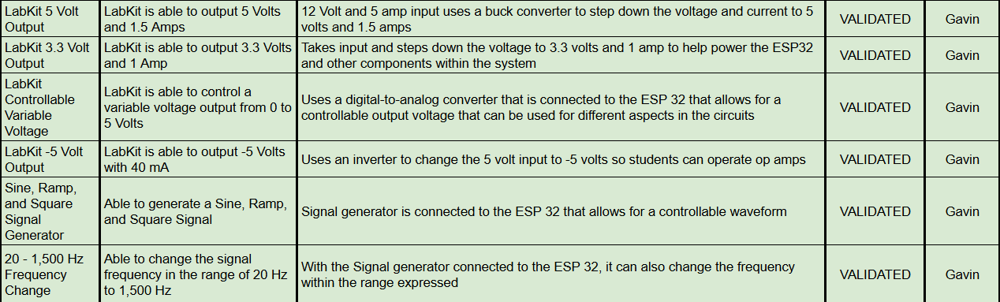 LabKit 5 Volt
Output
LabKit is able to output 5 Volts
and 1.5 Amps
12 Volt and 5 amp input uses a buck converter to step down the voltage and current to 5
volts and 1.5 amps
VALIDATED
Gavin
LabKit 3.3 Volt
Output
LabKit is able to output 3.3 Volts
and 1 Amp
Takes input and steps down the voltage to 3.3 volts and 1 amp to help power the ESP32
and other components within the system
VALIDATED
Gavin
LabKit
Controllable
Variable
Voltage
LabKit is able to control a
variable voltage output from 0 to
5 Volts
Uses a digital-to-analog converter that is connected to the ESP 32 that allows for a
controllable output voltage that can be used for different aspects in the circuits
VALIDATED
Gavin
LabKit -5 Volt
Output
LabKit is able to output -5 Volts
with 40 mA
Uses an inverter to change the 5 volt input to -5 volts so students can operate op amps
VALIDATED
Gavin
Sine, Ramp,
and Square
Signal
Generator
Able to generate a Sine, Ramp,
and Square Signal
Signal generator is connected to the ESP 32 that allows for a controllable waveform
VALIDATED
Gavin
20 - 1,500 Hz
Frequency
Change
Able to change the signal
frequency in the range of 20 Hz
to 1,500 Hz
With the Signal generator connected to the ESP 32, it can also change the frequency
within the range expressed
VALIDATED
Gavin